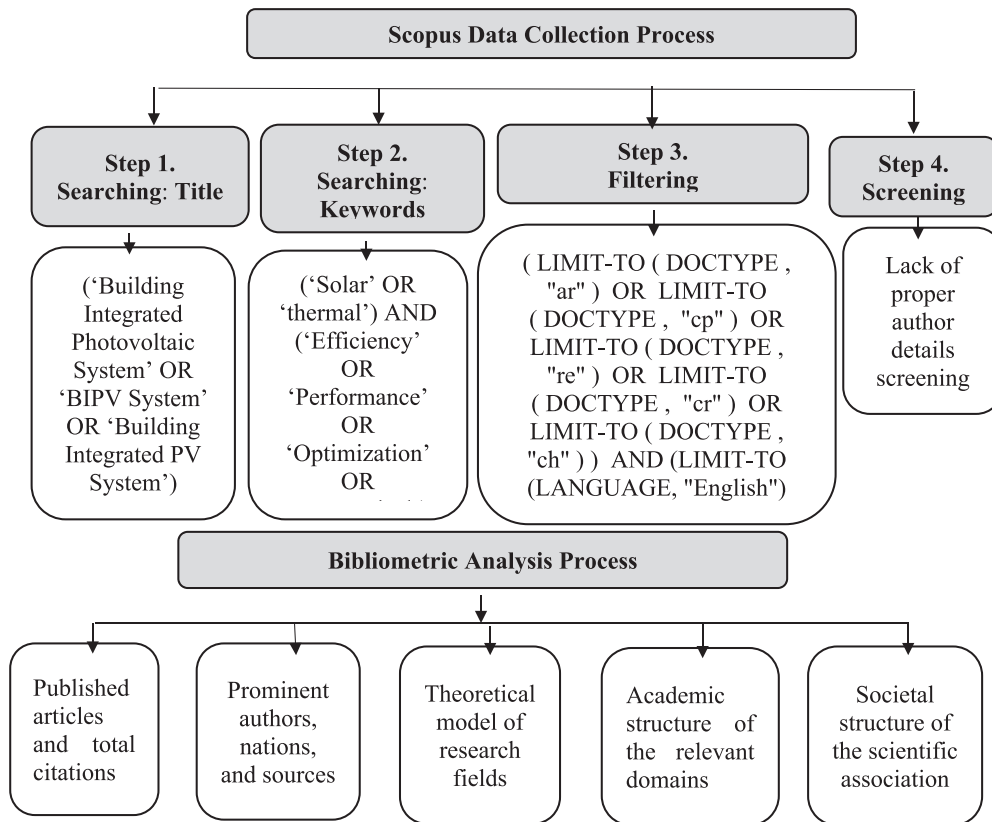 Scopus Data Collection Process
Step 1.
Searching: Title
Step 2.
Searching:
Keywords
Step 3.
Filtering
Step 4.
Screening
(‘Building
Integrated
Photovoltaic
System’ OR
‘BIPV System’
OR ‘Building
Integrated PV
System’)
(‘Solar’ OR
‘thermal’) AND
(‘Efficiency’
OR
‘Performance’
OR
‘Optimization’
OR
( LIMIT-TO ( DOCTYPE ,
"ar" ) OR LIMIT-TO
( DOCTYPE , "cp" ) OR
LIMIT-TO ( DOCTYPE ,
"re" ) OR LIMIT-TO
( DOCTYPE , "cr" ) OR
LIMIT-TO ( DOCTYPE ,
"ch" ) ) AND (LIMIT-TO
(LANGUAGE, "English")
Lack of
proper
author
details
screening
Bibliometric Analysis Process
Published
articles
and total
citations
Prominent
authors,
nations,
and sources
Theoretical
model of
research
fields
Academic
structure of
the relevant
domains
Societal
structure of
the scientific
association